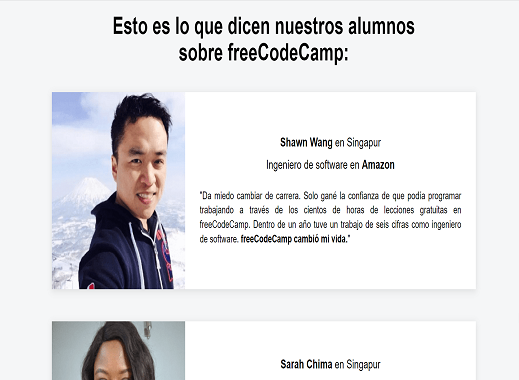 Esto es lo que dicen nuestros alumnos
sobre freeCodeCamp:
Shawn Wang en Singapur
Ingeniero de software en Amazon
"Da miedo cambiar de carrera. Solo gané la confianza de que podía programar
trabajando a través de los cientos de horas de lecciones gratuitas en
freeCodeCamp. Dentro de un año tuve un trabajo de seis cifras como ingeniero
de software. freeCodeCamp cambió mi vida."
Sarah Chima en Singapur